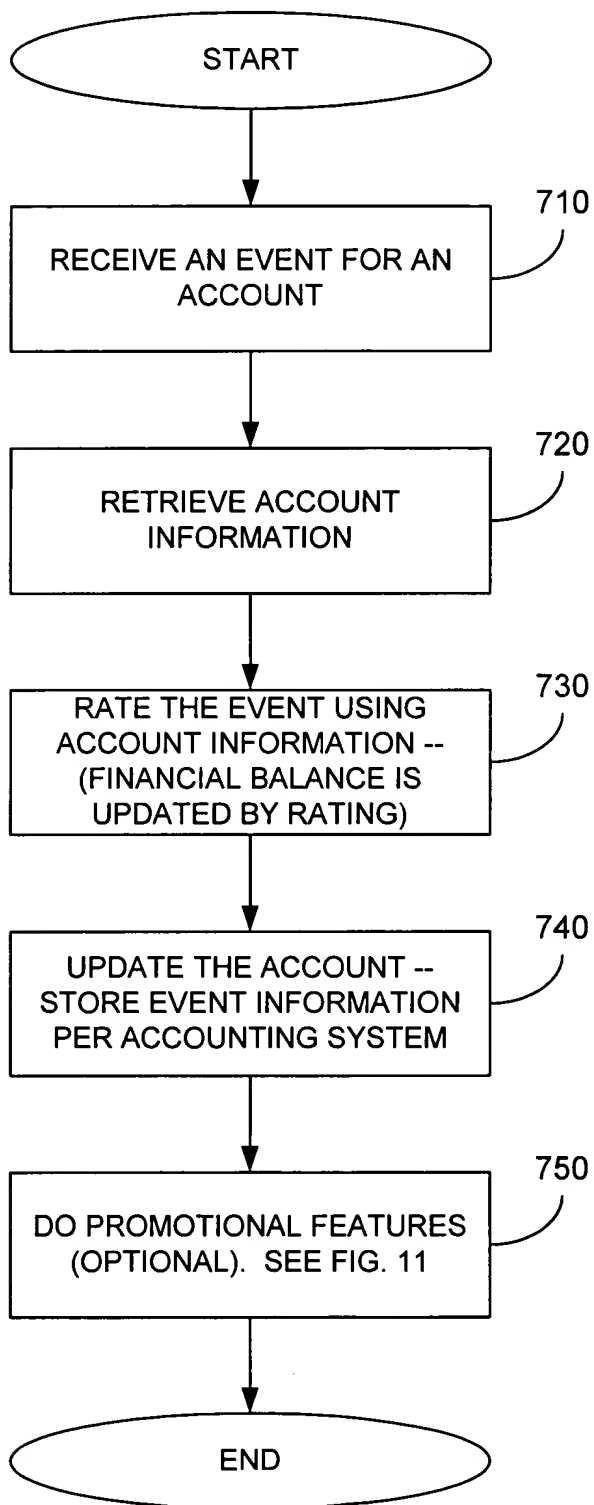 START
710
RECEIVE AN EVENT FOR AN
ACCOUNT
720
RETRIEVE ACCOUNT
INFORMATION
730
RATE THE EVENT USING
ACCOUNT INFORMATION --
(FINANCIAL BALANCE IS
UPDATED BY RATING)
740
UPDATE THE ACCOUNT --
STORE EVENT INFORMATION
PER ACCOUNTING SYSTEM
750
DO PROMOTIONAL FEATURES
(OPTIONAL). SEE FIG. 11
END